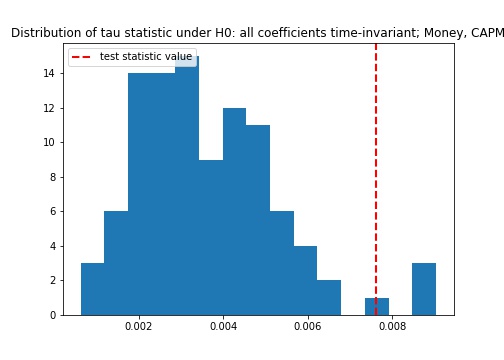 Distribution of tau statistic under H0: all coefficients time-invariant; Money, CAPM
test statistic value
14
12
10
8
6
4
2
0
0.002 0.004 0.006 0.008